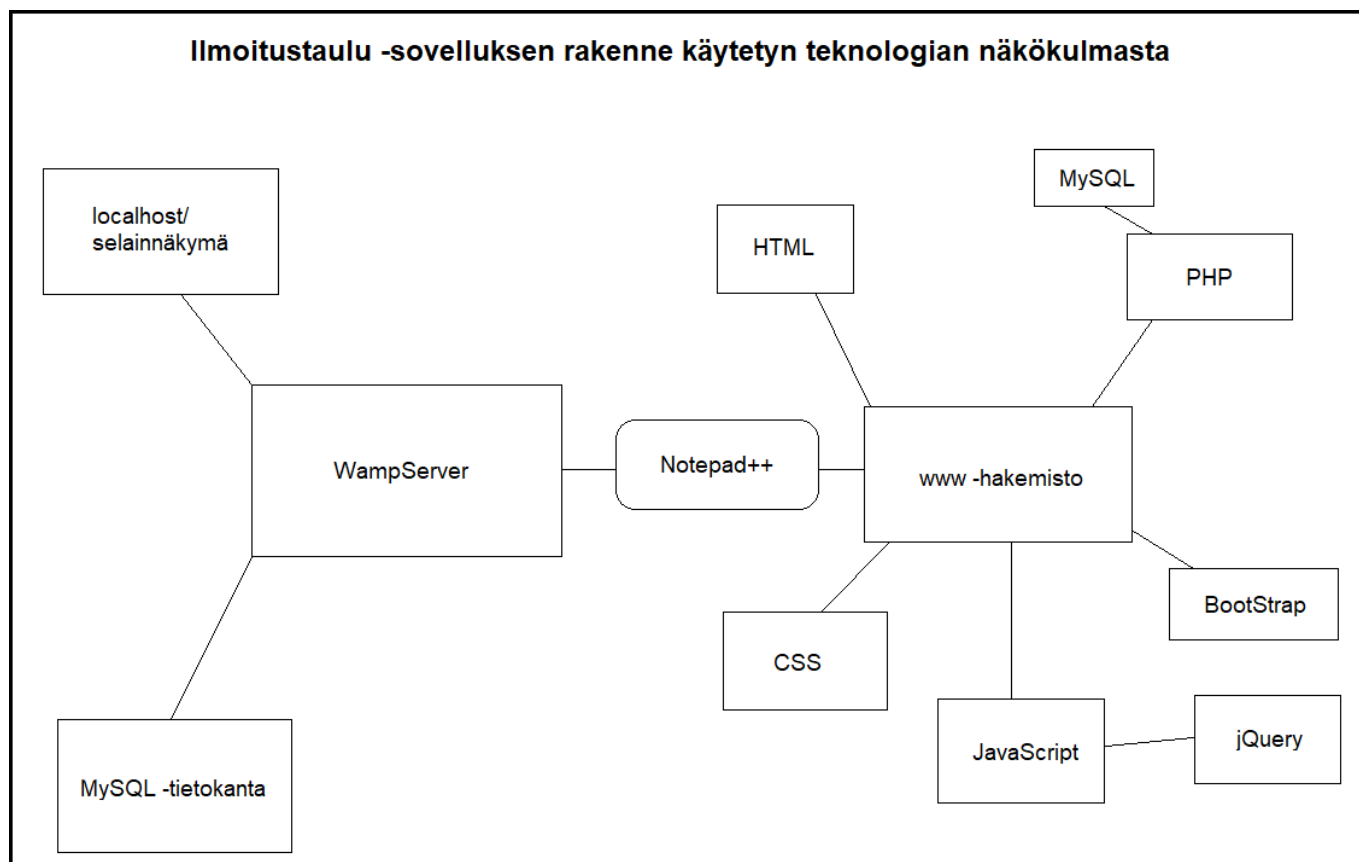 Ilmoitustaulu -sovelluksen rakenne käytetyn teknologian näkökulmasta
localhost/
selainnäkymä
HTML
MySQL
PHP
WampServer
Notepad++
www -hakemisto
CSS
BootStrap
JavaScript
jQuery
MySQL -tietokanta